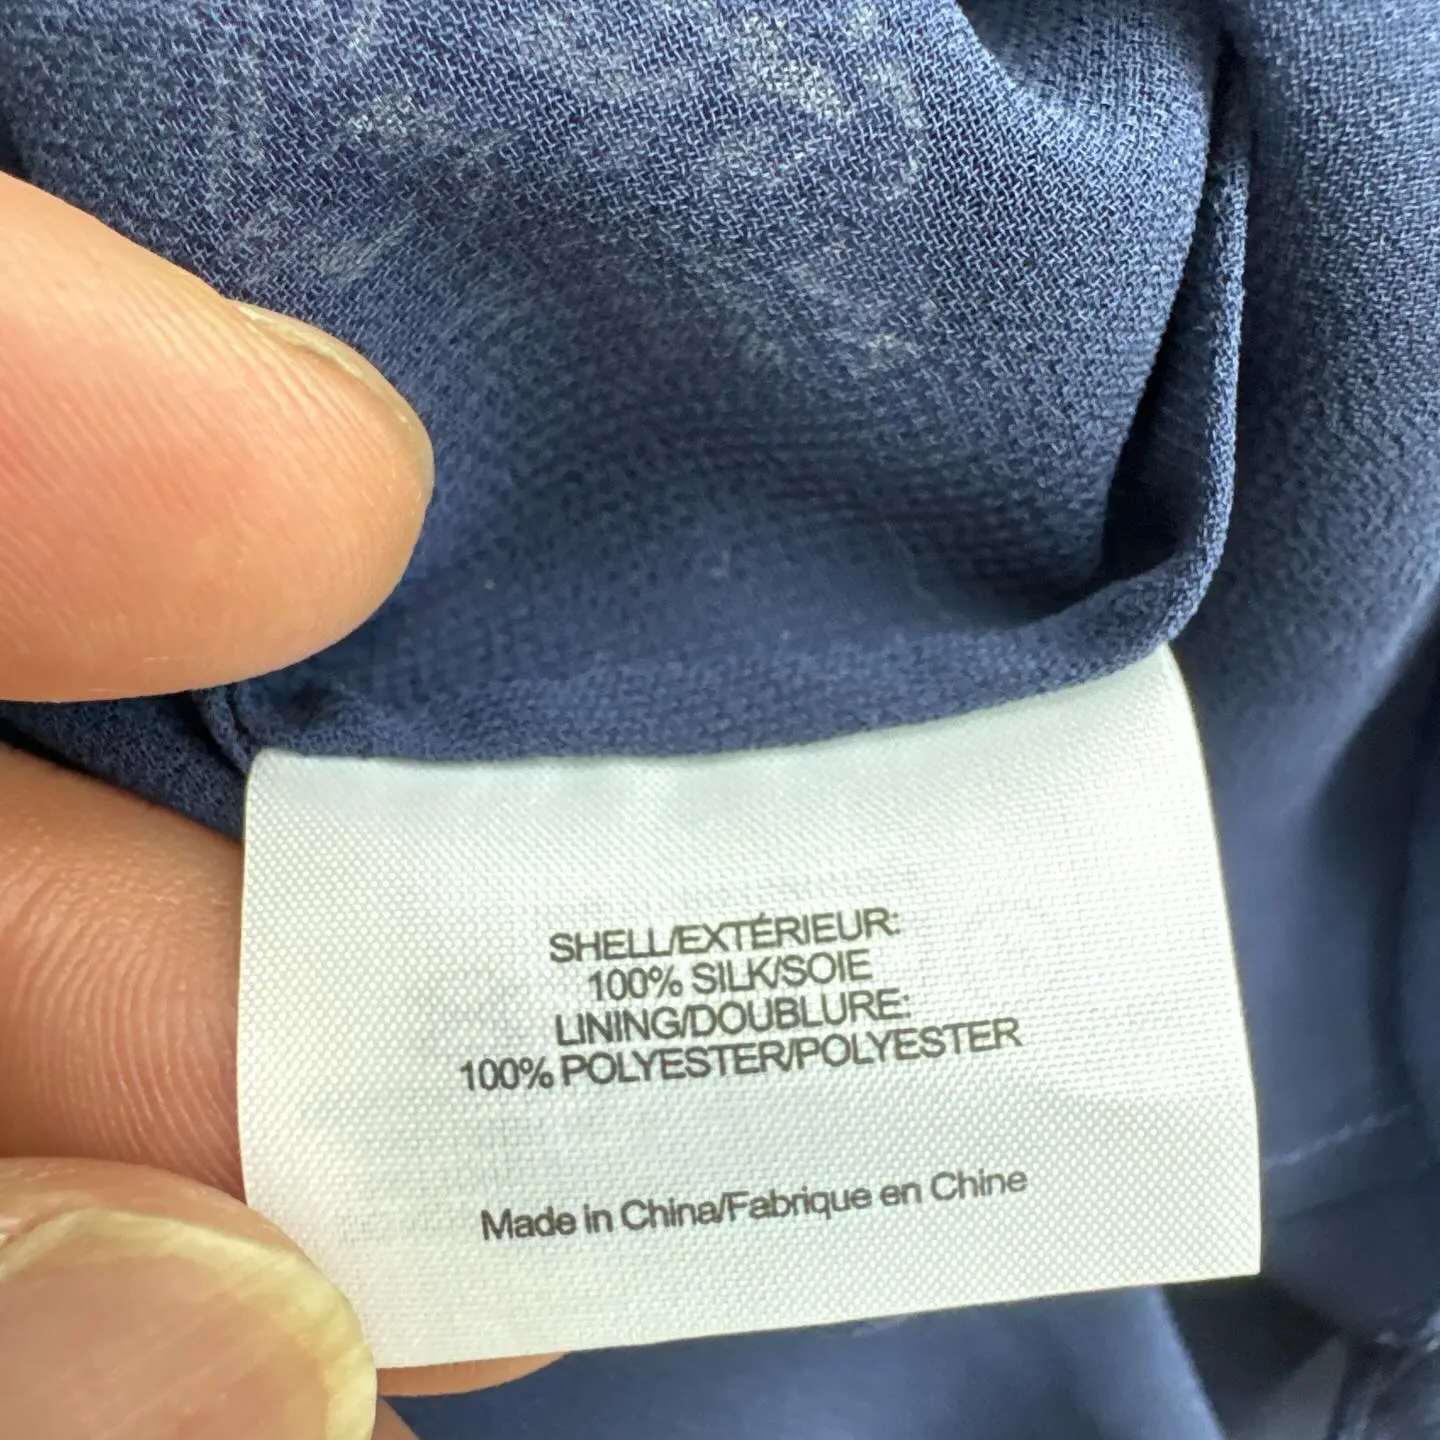 SHELL/EXTÉRIEUR:
100% SILK/SOIE
LINING/DOUBLURE:
100% POLYESTER/POLYESTER
Made in China/Fabrique en Chine